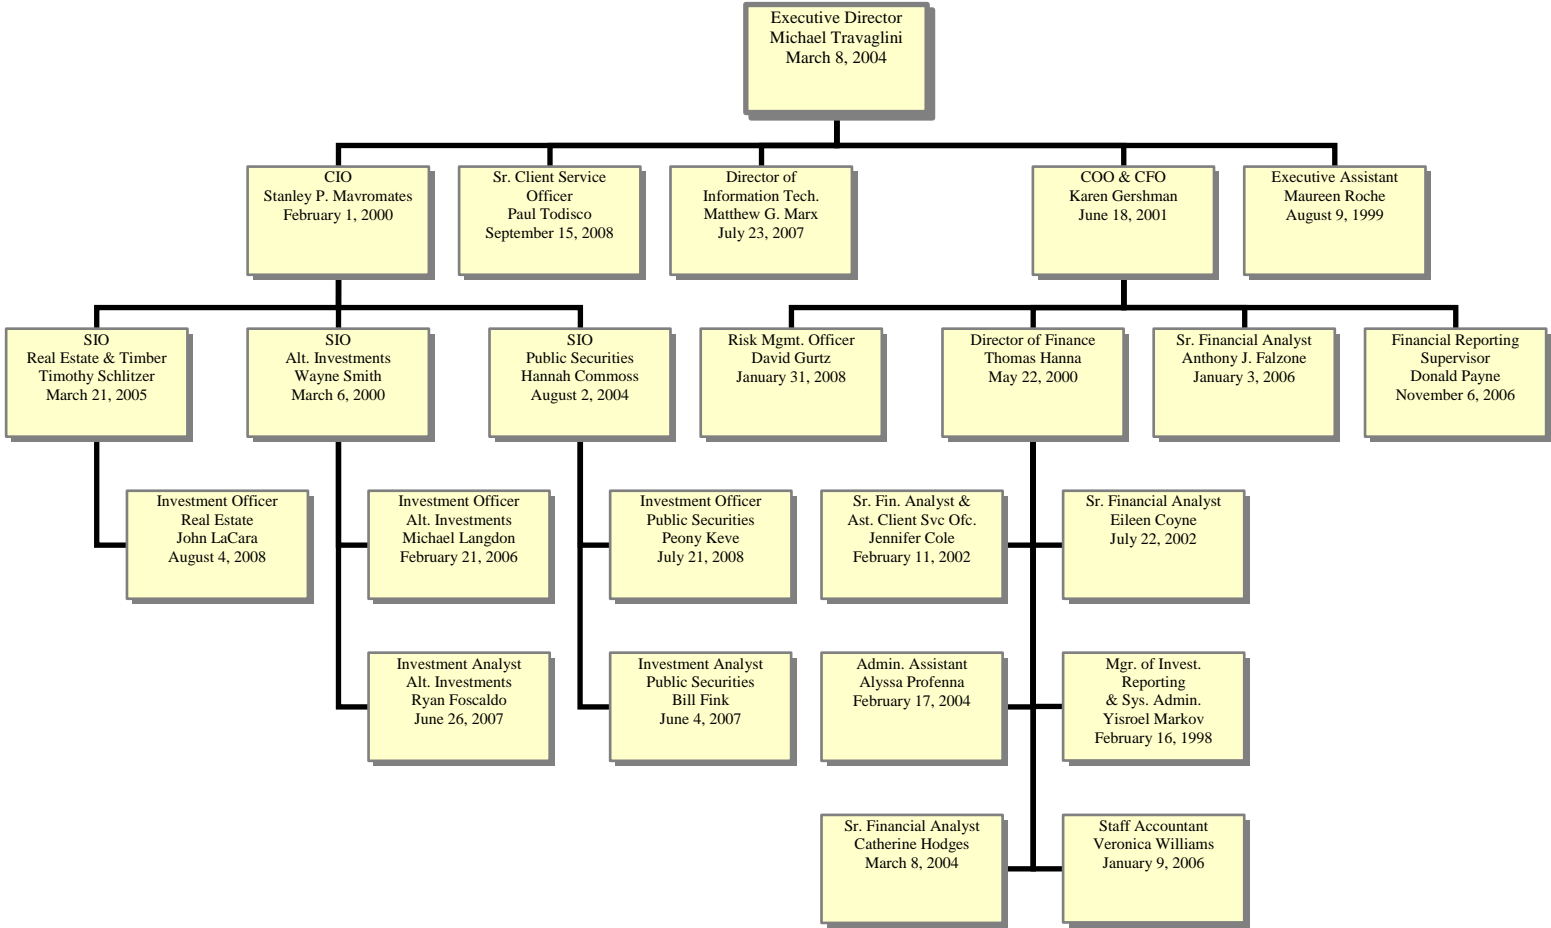 Executive Director
Michael Travaglini
March 8, 2004
CIO
Stanley P. Mavromates
February 1, 2000
Sr. Client Service
Officer
Paul Todisco
September 15, 2008
Director of
Information Tech.
Matthew G. Marx
July 23, 2007
COO & CFO
Karen Gershman
June 18, 2001
Executive Assistant
Maureen Roche
August 9, 1999
SIO
Real Estate & Timber
Timothy Schlitzer
March 21, 2005
SIO
Alt. Investments
Wayne Smith
March 6, 2000
SIO
Public Securities
Hannah Commoss
August 2, 2004
Risk Mgmt. Officer
David Gurtz
January 31, 2008
Director of Finance
Thomas Hanna
May 22, 2000
Sr. Financial Analyst
Anthony J. Falzone
January 3, 2006
Financial Reporting
Supervisor
Donald Payne
November 6, 2006
Investment Officer
Real Estate
John LaCara
August 4, 2008
Investment Officer
Alt. Investments
Michael Langdon
February 21, 2006
Investment Officer
Public Securities
Peony Keve
July 21, 2008
Sr. Fin. Analyst &
Ast. Client Svc Ofc.
Jennifer Cole
February 11, 2002
Sr. Financial Analyst
Eileen Coyne
July 22, 2002
Investment Analyst
Alt. Investments
Ryan Foscaldo
June 26, 2007
Investment Analyst
Public Securities
Bill Fink
June 4, 2007
Admin. Assistant
Alyssa Profenna
February 17, 2004
Mgr. of Invest.
Reporting
& Sys. Admin.
Yisroel Markov
February 16, 1998
Sr. Financial Analyst
Catherine Hodges
March 8, 2004
Staff Accountant
Veronica Williams
January 9, 2006